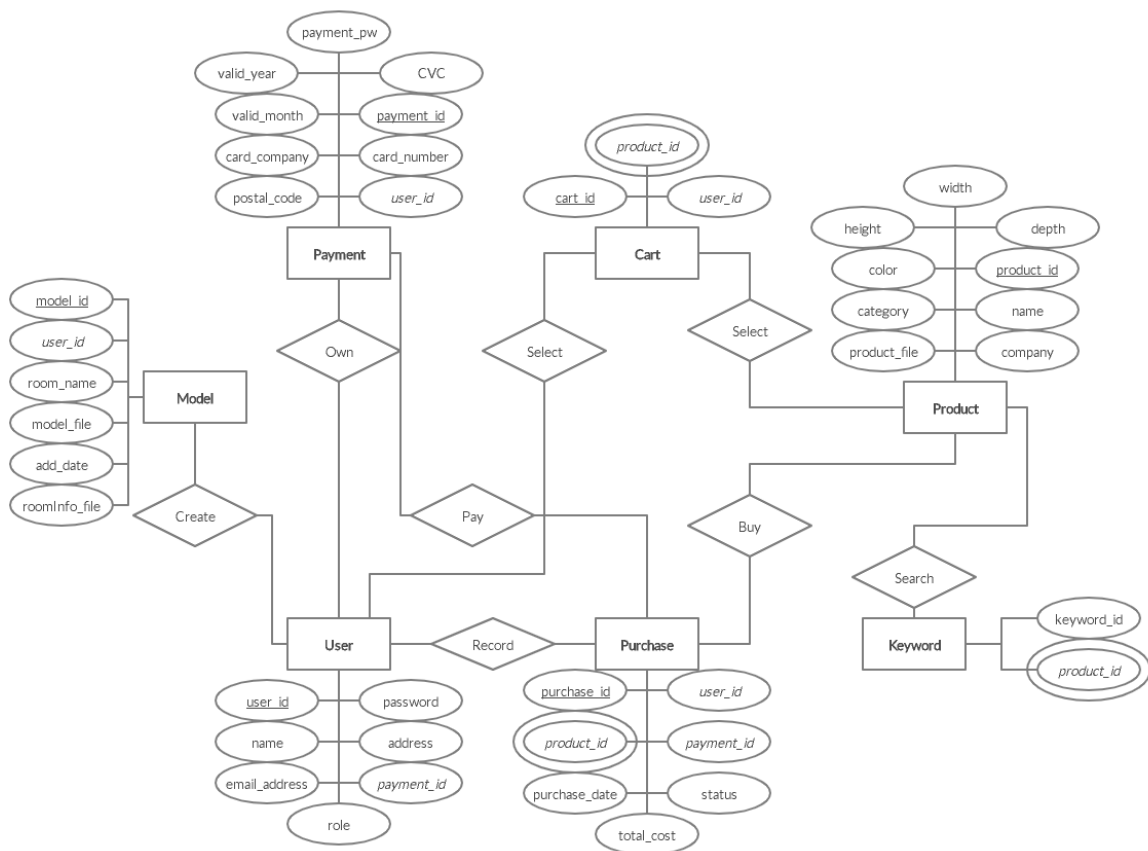 payment_pw
valid_year
CVC
valid_month
payment_id
card_company
card_number
postal_code
user_id
Payment
product_id
cart_id
user_id
Cart
width
height
depth
color
product_id
category
name
product_file
company
Product
model_id
user_id
room_name
model_file
add_date
roomInfo_file
Model
Own
Select
Select
Create
Pay
Buy
Search
User
Record
Purchase
Keyword
keyword_id
product_id
user_id
password
name
address
email_address
payment_id
role
purchase_id
user_id
product_id
payment_id
purchase_date
status
total_cost